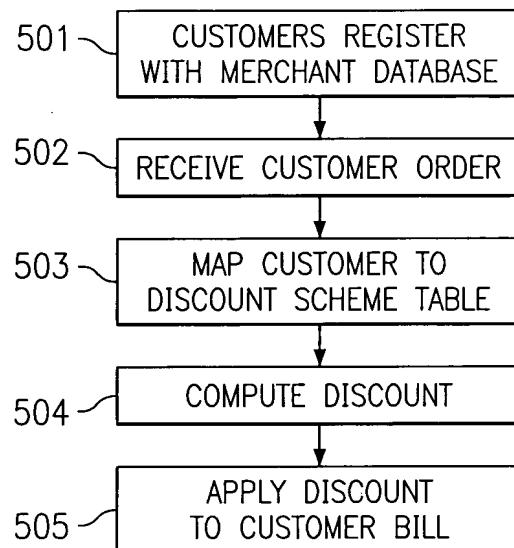 501
CUSTOMERS REGISTER
WITH MERCHANT DATABASE
502
RECEIVE CUSTOMER ORDER
503
MAP CUSTOMER TO
DISCOUNT SCHEME TABLE
504
COMPUTE DISCOUNT
505
APPLY DISCOUNT
TO CUSTOMER BILL